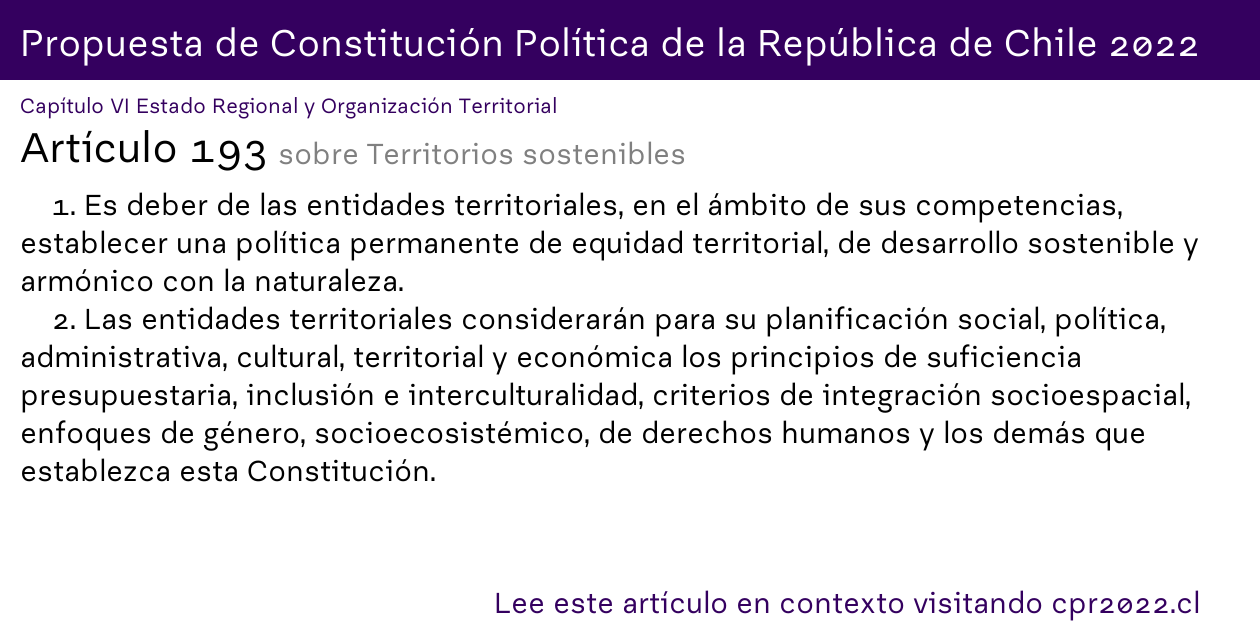 Propuesta de Constitución Política de la República de Chile 2022
Capítulo VI Estado Regional y Organización Territorial
Artículo 193 sobre Territorios sostenibles
1. Es deber de las entidades territoriales, en el ámbito de sus competencias,
establecer una política permanente de equidad territorial, de desarrollo sostenible y
armónico con la naturaleza.
2. Las entidades territoriales considerarán para su planificación social, política,
administrativa, cultural, territorial y económica los principios de suficiencia
presupuestaria, inclusión e interculturalidad, criterios de integración socioespacial,
enfoques de género, socioecosistémico, de derechos humanos y los demás que
establezca esta Constitución.
Lee este artículo en contexto visitando cpr2022.cl